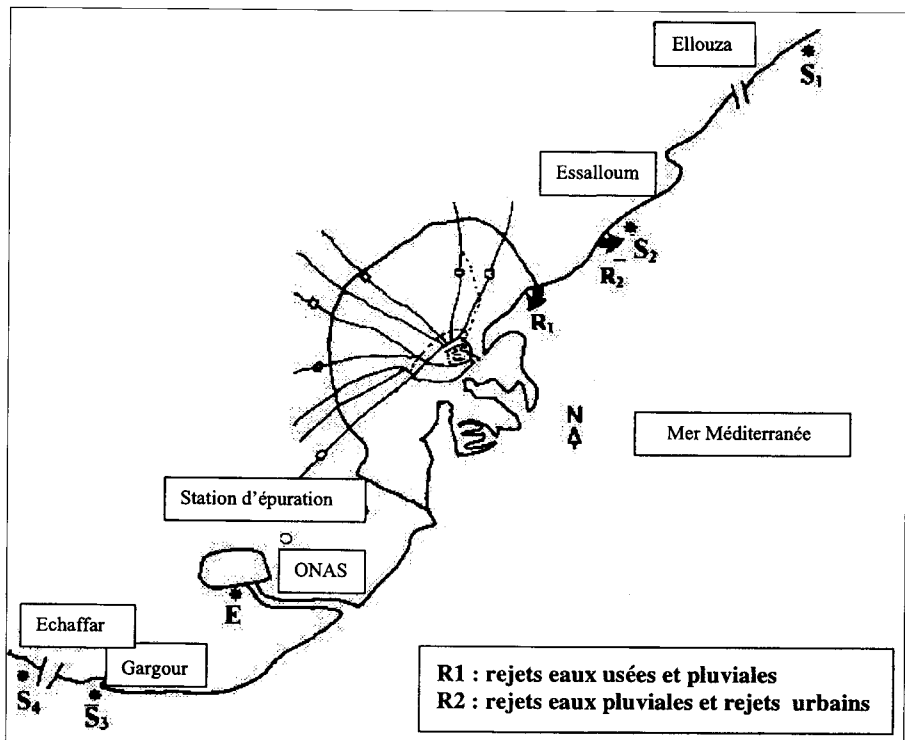 Ellouza
S1
Essalloum
S2
R2
R1
N
Mer Méditerranée
Station d'épuration
ONAS
E
Echaffar
Gargour
S4
S3
R1 : rejets eaux usées et pluviales
R2 : rejets eaux pluviales et rejets urbains